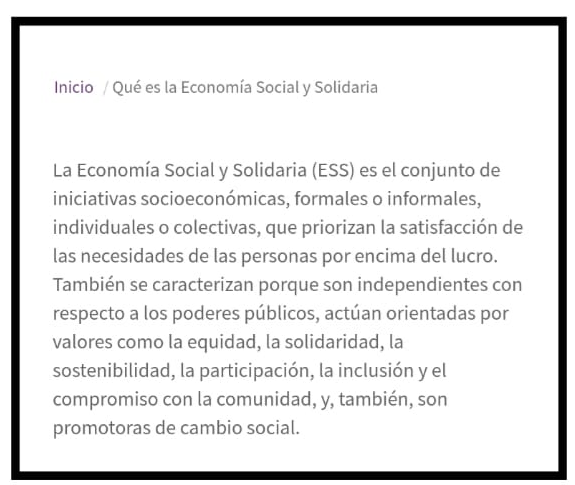 Inicio / Qué es la Economía Social y Solidaria
La Economía Social y Solidaria (ESS) es el conjunto de
iniciativas socioeconómicas, formales o informales,
individuales o colectivas, que priorizan la satisfacción de
las necesidades de las personas por encima del lucro.
También se caracterizan porque son independientes con
respecto a los poderes públicos, actúan orientadas por
valores como la equidad, la solidaridad, la
sostenibilidad, la participación, la inclusión y el
compromiso con la comunidad, y, también, son
promotoras de cambio social.